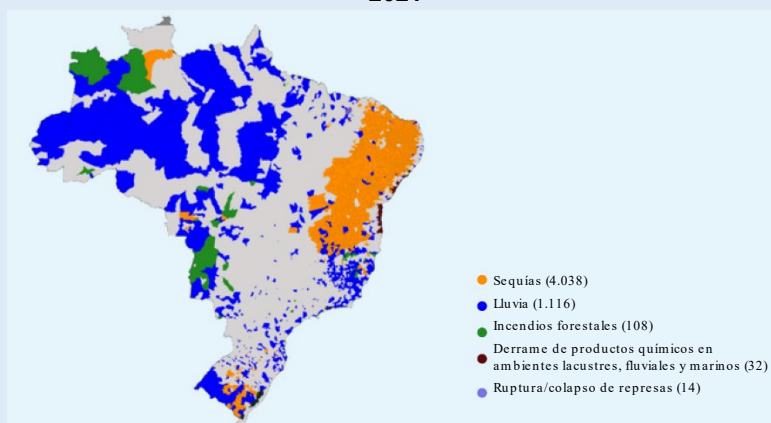 Sequías (4.038)
Lluvia (1.116)
Incendios forestales (108)
Derrame de productos químicos en
ambientes lacustres, fluviales y marinos (32)
Ruptura/colapso de represas (14)